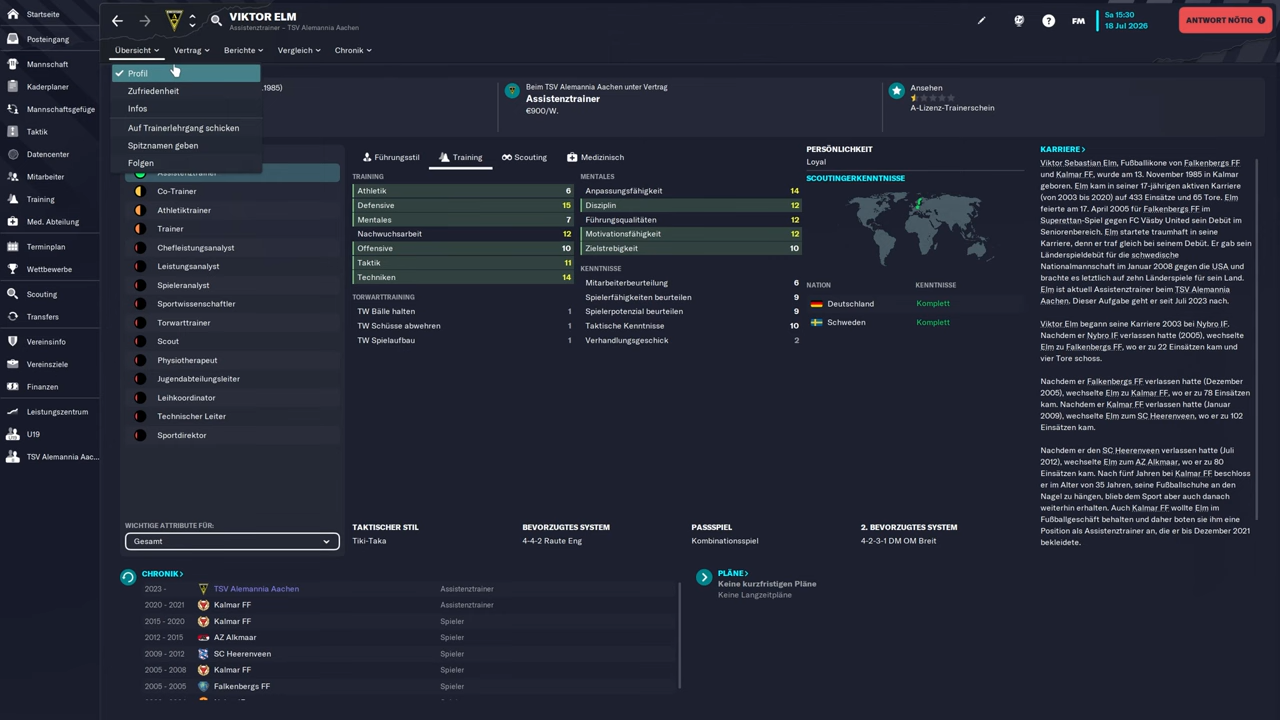 Startseite
Posteingang
Mannschaft
Kaderplaner
Mannschaftsgefüge
Taktik
Datencenter
Mitarbeiter
Training
Med. Abteilung
Terminplan
Wettbewerbe
Scouting
Transfers
Vereinsinfo
Vereinsziele
Finanzen
Leistungszentrum
U19
TSV Alemannia Aac...
VIKTOR ELM
Assistenztrainer – TSV Alemannia Aachen
FM
Sa 15:30
18 Jul 2026
ANTWORT NÖTIG
Übersicht
Vertrag
Berichte
Vergleich
Chronik
Profil
Zufriedenheit
Infos
Auf Trainerlehrgang schicken
Spitznamen geben
Folgen
.1985)
Beim TSV Alemannia Aachen unter Vertrag
Assistenztrainer
€900/W.
Ansehen
A-Lizenz-Trainerschein
Assistenztrainer
Co-Trainer
Athletiktrainer
Trainer
Chefleistungsanalyst
Leistungsanalyst
Spieleranalyst
Sportwissenschaftler
Torwarttrainer
Scout
Physiotherapeut
Jugendabteilungsleiter
Leihkoordinator
Technischer Leiter
Sportdirektor
WICHTIGE ATTRIBUTE FÜR:
Gesamt
Führungsstil
Training
Scouting
Medizinisch
TRAINING
Athletik 6
Defensive 15
Mentales 7
Nachwuchsarbeit 12
Offensive 10
Taktik 11
Techniken 14
TORWARTTRAINING
TW Bälle halten 1
TW Schüsse abwehren 1
TW Spielaufbau 1
MENTALES
Anpassungsfähigkeit 14
Disziplin 12
Führungsqualitäten 12
Motivationsfähigkeit 12
Zielstrebigkeit 10
KENNTNISSE
Mitarbeiterbeurteilung 6
Spielerfähigkeiten beurteilen 9
Spielerpotenzial beurteilen 9
Taktische Kenntnisse 10
Verhandlungsgeschick 2
PERSÖNLICHKEIT
Loyal
SCOUTINGERKENNTNISSE
NATION KENNTNISSE
Deutschland Komplett
Schweden Komplett
KARRIERE>
Viktor Sebastian Elm, Fußballikone von Falkenbergs FF
und Kalmar FF, wurde am 13. November 1985 in Kalmar
geboren. Elm kam in seiner 17-jährigen aktiven Karriere
(von 2003 bis 2020) auf 433 Einsätze und 65 Tore. Elm
feierte am 17. April 2005 für Falkenbergs FF im
Superettan-Spiel gegen FC Väsby United sein Debüt im
Seniorenbereich. Elm startete traumhaft in seine
Karriere, denn er traf gleich bei seinem Debüt. Er gab sein
Länderspieldebüt für die schwedische
Nationalmannschaft im Januar 2008 gegen die USA und
brachte es letztlich auf zehn Länderspiele für sein Land.
Elm ist aktuell Assistenztrainer beim TSV Alemannia
Aachen. Dieser Aufgabe geht er seit Juli 2023 nach.
Viktor Elm begann seine Karriere 2003 bei Nybro IF.
Nachdem er Nybro IF verlassen hatte (2005), wechselte
Elm zu Falkenbergs FF, wo er zu 22 Einsätzen kam und
vier Tore schoss.
Nachdem er Falkenbergs FF verlassen hatte (Dezember
2005), wechselte Elm zu Kalmar FF, wo er zu 78 Einsätzen
kam. Nachdem er Kalmar FF verlassen hatte (Januar
2009), wechselte Elm zum SC Heerenveen, wo er zu 102
Einsätzen kam.
Nachdem er den SC Heerenveen verlassen hatte (Juli
2012), wechselte Elm zum AZ Alkmaar, wo er zu 80
Einsätzen kam. Nach fünf Jahren bei Kalmar FF beschloss
er im Alter von 35 Jahren, seine Fußballschuhe an den
Nagel zu hängen, blieb dem Sport aber auch danach
weiterhin erhalten. Auch Kalmar FF wollte Elm im
Fußballgeschäft behalten und daher boten sie ihm eine
Position als Assistenztrainer an, die er bis Dezember 2021
bekleidete.
TAKTISCHER STIL
Tiki-Taka
BEVORZUGTES SYSTEM
4-4-2 Raute Eng
PASSSPIEL
Kombinationsspiel
2. BEVORZUGTES SYSTEM
4-2-3-1 DM OM Breit
CHRONIK>
2023 - TSV Alemannia Aachen Assistenztrainer
2020 - 2021 Kalmar FF Assistenztrainer
2015 - 2020 Kalmar FF Spieler
2012 - 2015 AZ Alkmaar Spieler
2009 - 2012 SC Heerenveen Spieler
2005 - 2008 Kalmar FF Spieler
2005 - 2005 Falkenbergs FF Spieler
PLÄNE>
Keine kurzfristigen Pläne
Keine Langzeitpläne